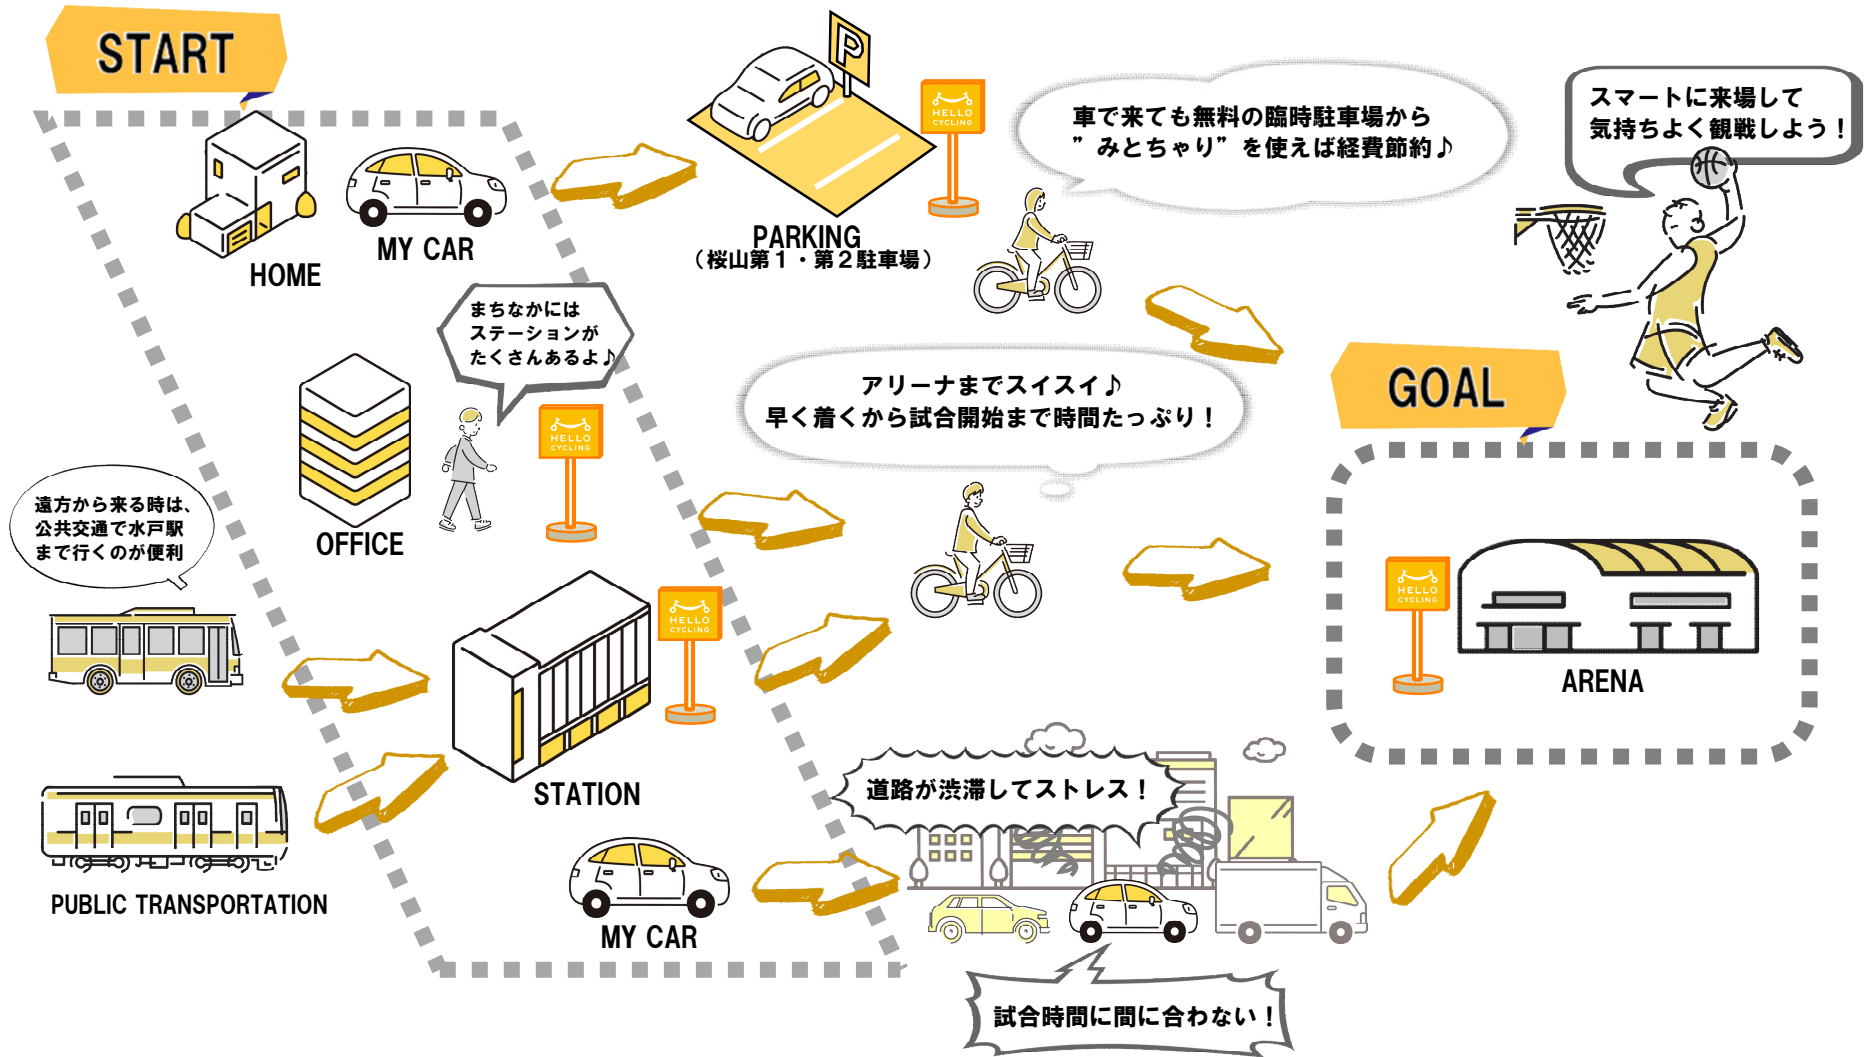 START
P
HELLO
CYCLING
車で来ても無料の臨時駐車場から
”みとちゃり”を使えば経費節約♪
スマートに来場して
気持ちよく観戦しよう！
HOME
MY CAR
PARKING
（桜山第１・第２駐車場）
まちなかには
ステーションが
たくさんあるよ♪
アリーナまでスイスイ♪
早く着くから試合開始まで時間たっぷり！
GOAL
HELLO
CYCLING
OFFICE
遠方から来る時は、
公共交通で水戸駅
まで行くのが便利
HELLO
CYCLING
HELLO
CYCLING
ARENA
STATION
道路が渋滞してストレス！
PUBLIC TRANSPORTATION
MY CAR
試合時間に間に合わない！